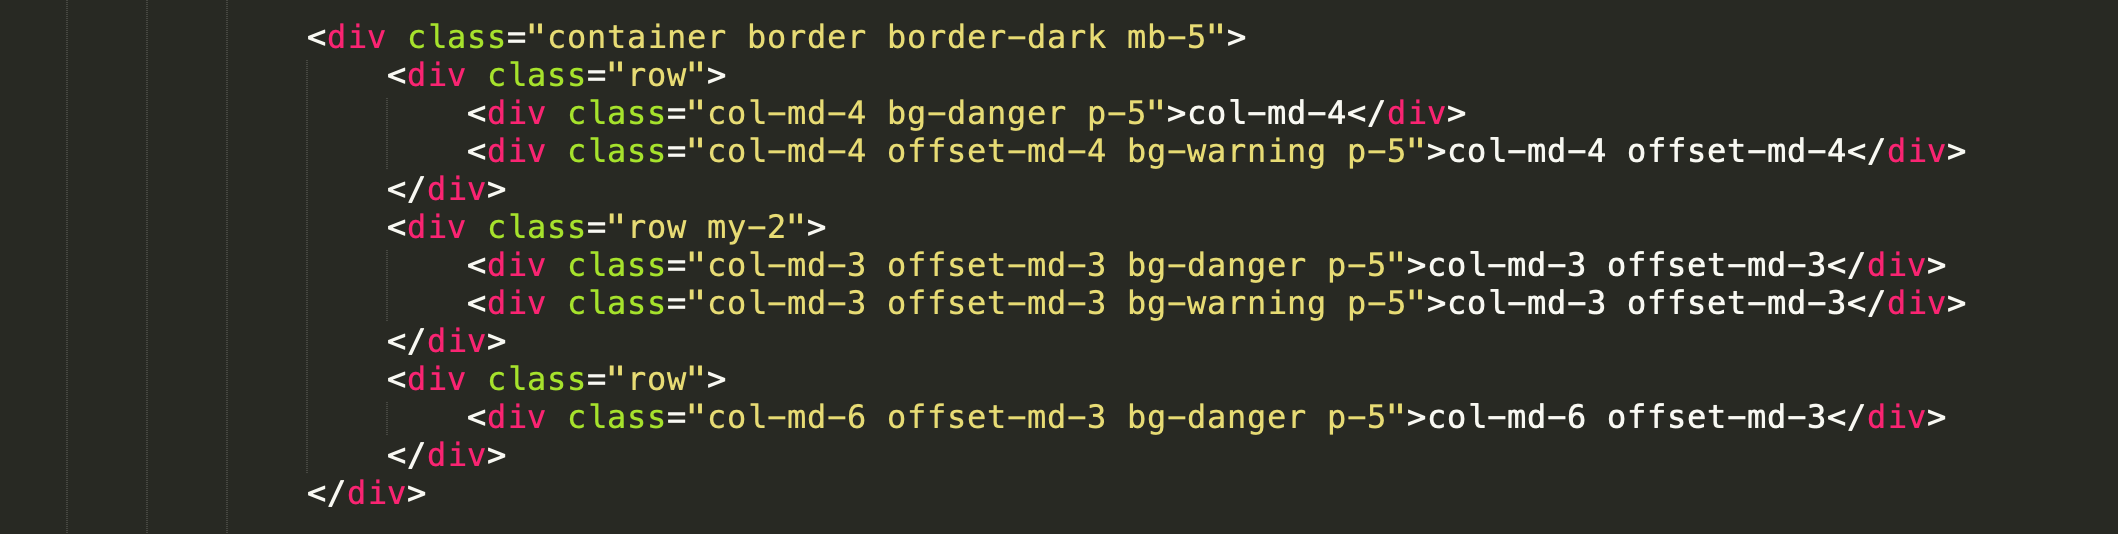 <div class="container border border-dark mb-5">
    <div class="row">
        <div class="col-md-4 bg-danger p-5">col-md-4</div>
        <div class="col-md-4 offset-md-4 bg-warning p-5">col-md-4 offset-md-4</div>
    </div>
    <div class="row my-2">
        <div class="col-md-3 offset-md-3 bg-danger p-5">col-md-3 offset-md-3</div>
        <div class="col-md-3 offset-md-3 bg-warning p-5">col-md-3 offset-md-3</div>
    </div>
    <div class="row">
        <div class="col-md-6 offset-md-3 bg-danger p-5">col-md-6 offset-md-3</div>
    </div>
</div>